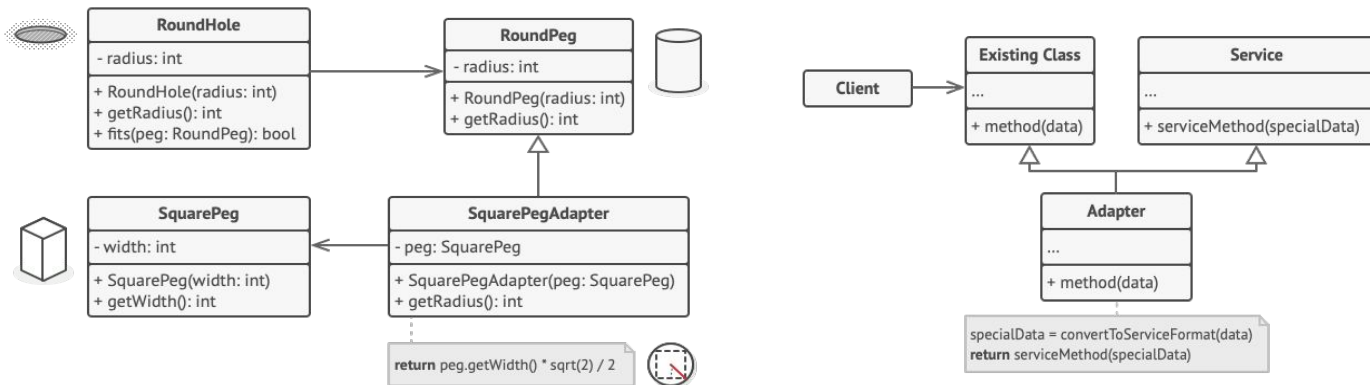 RoundHole
- radius: int
+ RoundHole(radius: int)
+ getRadius(): int
+ fits(peg: RoundPeg): bool
RoundPeg
- radius: int
+ RoundPeg(radius: int)
+ getRadius(): int
SquarePeg
- width: int
+ SquarePeg(width: int)
+ getWidth(): int
SquarePegAdapter
- peg: SquarePeg
+ SquarePegAdapter(peg: SquarePeg)
+ getRadius(): int
return peg.getWidth() * sqrt(2) / 2
Client
Existing Class
...
+ method(data)
Service
...
+ serviceMethod(specialData)
Adapter
...
+ method(data)
specialData = convertToServiceFormat(data)
return serviceMethod(specialData)